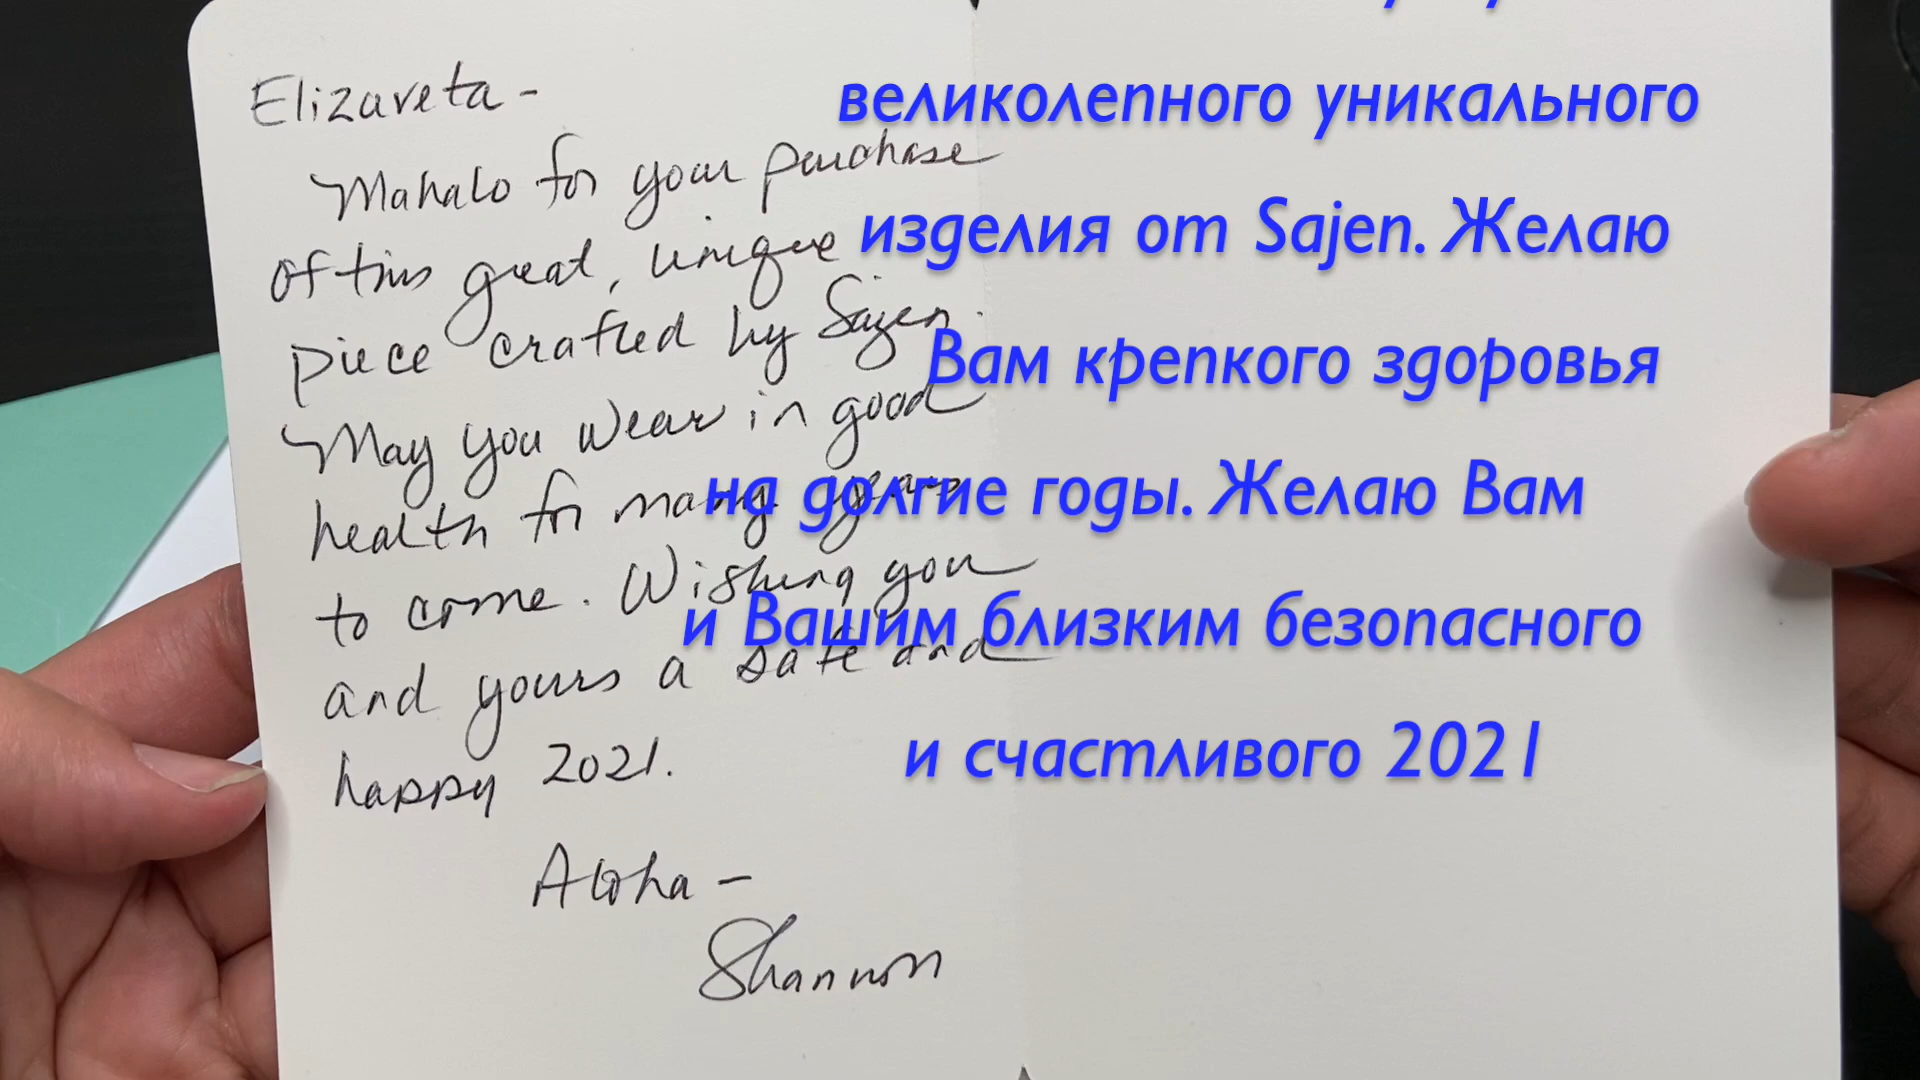 Elizaveta -
Mahalo for your purchase
of this great, unique
piece crafted by Sajen.
May you wear in good
health for many years
to come. Wishing you
and yours a safe and
happy 2021.
Aloha -
Shannon
великолепного уникального
изделия от Sajen. Желаю
Вам крепкого здоровья
на долгие годы. Желаю Вам
и Вашим близким безопасного
и счастливого 2021